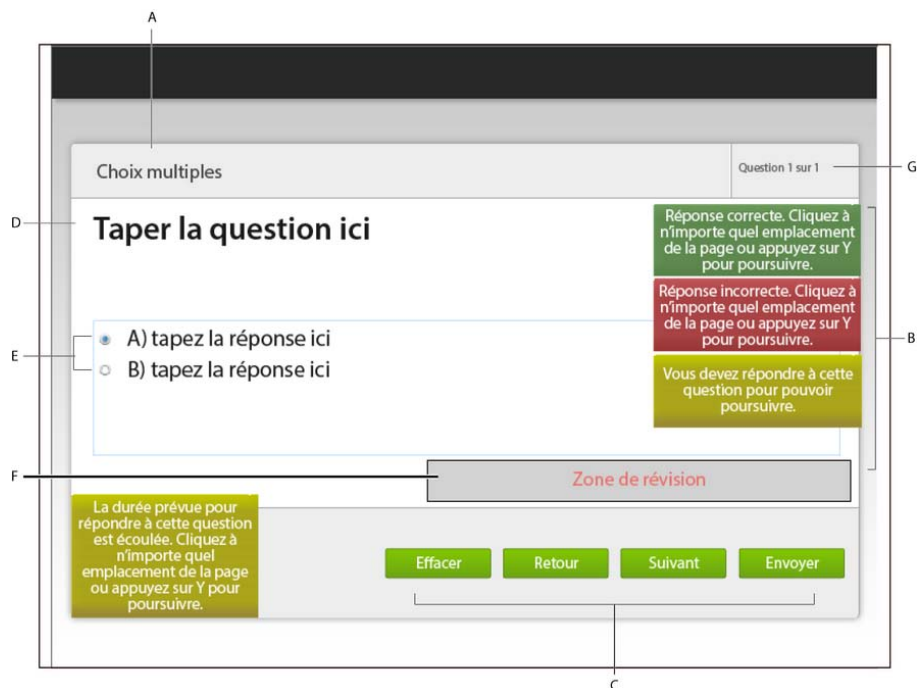 A
Choix multiples
Question 1 sur 1
G
D
Taper la question ici
Réponse correcte. Cliquez à
n'importe quel emplacement
de la page ou appuyez sur Y
pour poursuivre.
Réponse incorrecte. Cliquez à
n'importe quel emplacement
de la page ou appuyez sur Y
pour poursuivre.
B
E
A) tapez la réponse ici
B) tapez la réponse ici
Vous devez répondre à cette
question pour pouvoir
poursuivre.
F
Zone de révision
La durée prévue pour
répondre à cette question
est écoulée. Cliquez à
n'importe quel
emplacement de la page
ou appuyez sur Y pour
poursuivre.
Effacer
Retour
Suivant
Envoyer
C